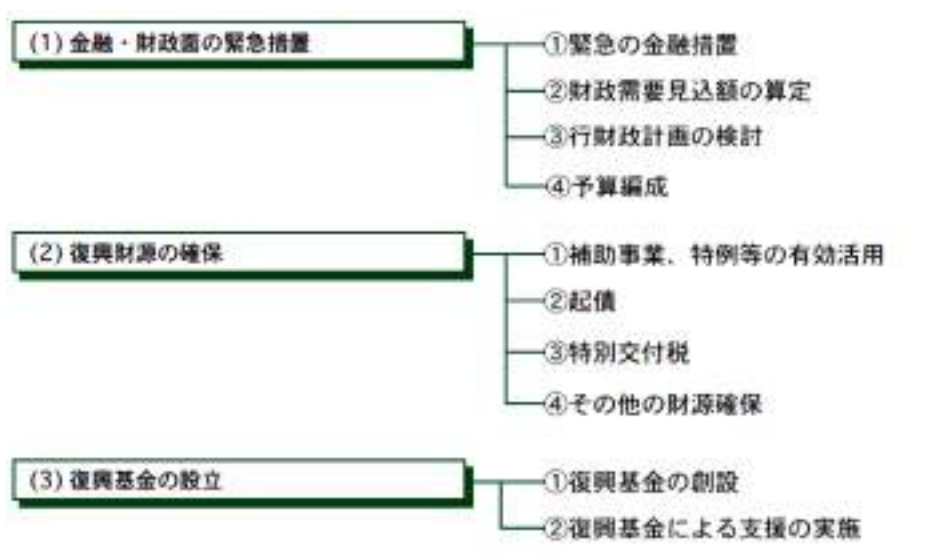 (1) 金融・財政面の緊急措置
①緊急の金融措置
②財政需要見込額の算定
③行財政計画の検討
④予算編成
(2) 復興財源の確保
①補助事業、特例等の有効活用
②起債
③特別交付税
④その他の財源確保
(3) 復興基金の設立
①復興基金の創設
②復興基金による支援の実施